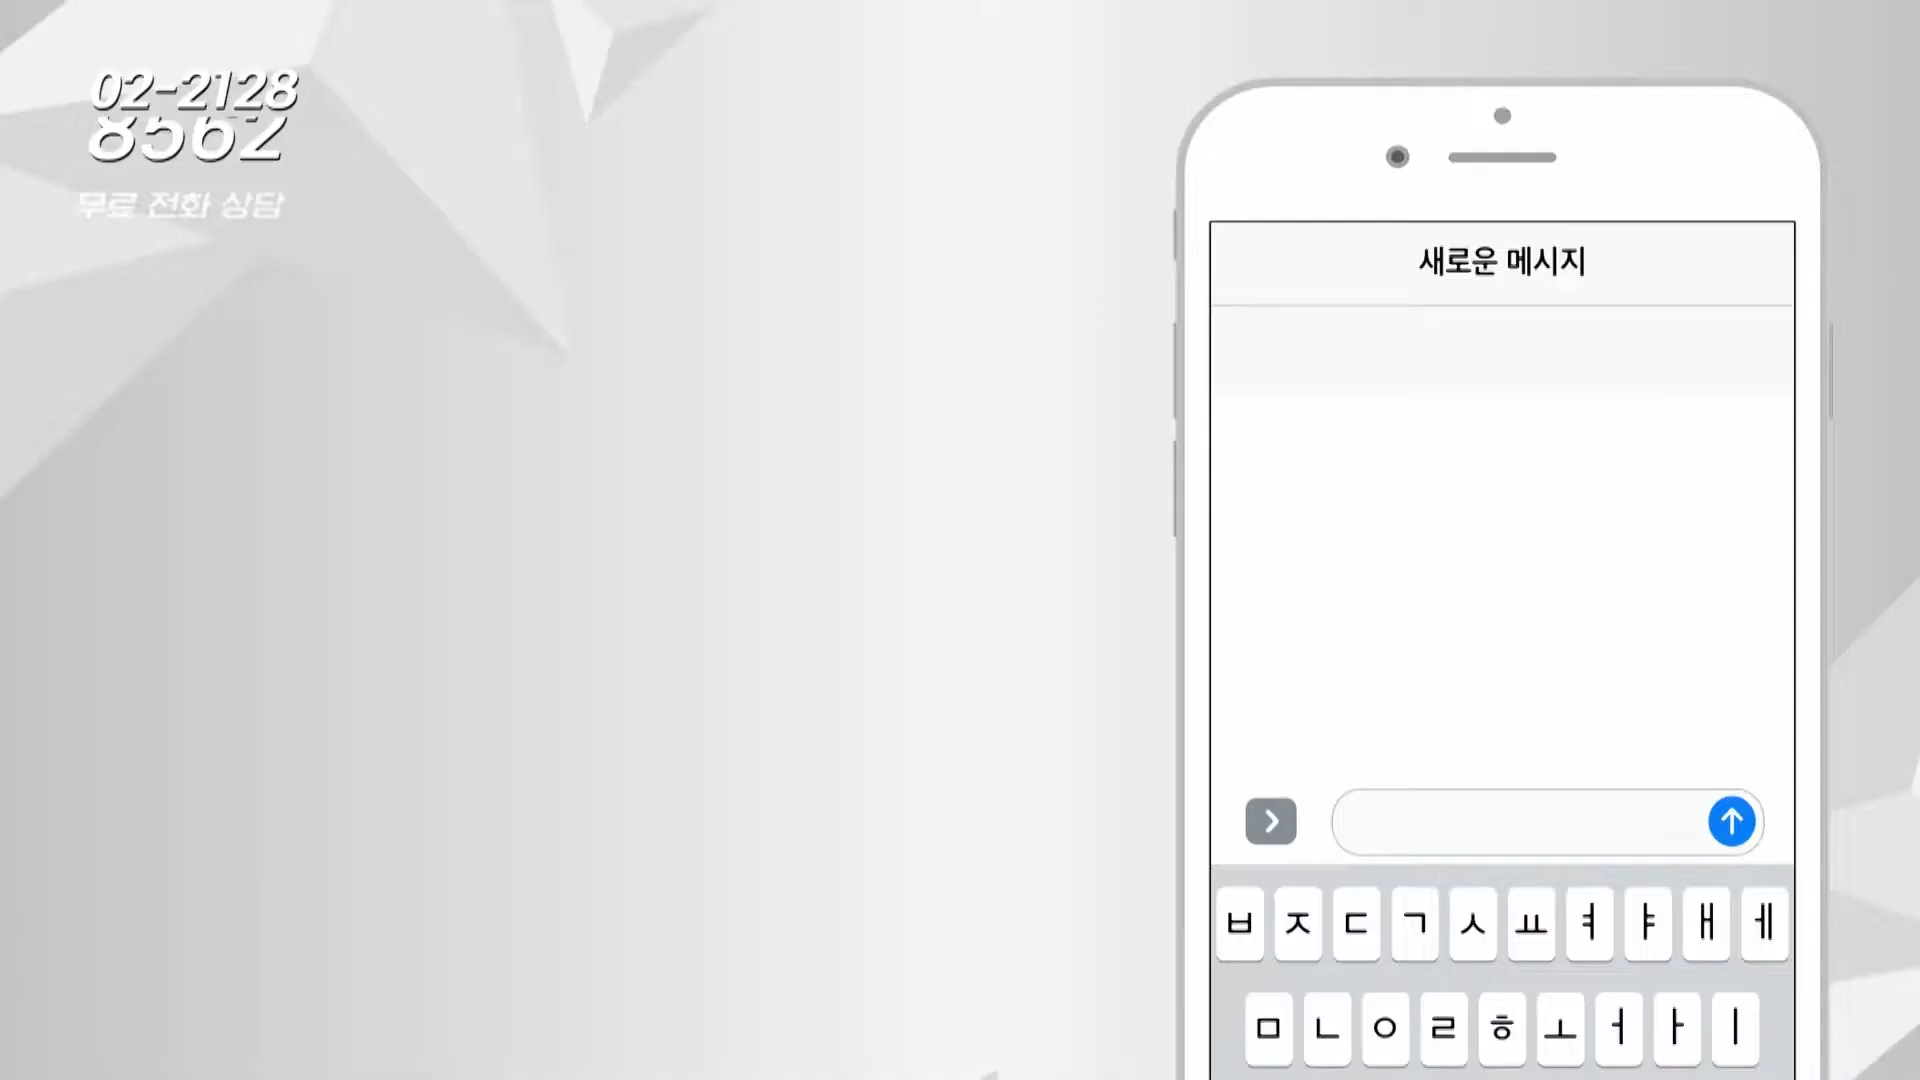 02-2128
8562
무료 전화 상담
새로운 메시지
ㅂ ㅈ ㄷ ㄱ ㅅ ㅛ ㅕ ㅑ ㅐ ㅔ
ㅁ ㄴ ㅇ ㄹ ㅎ ㅗ ㅓ ㅏ ㅣ